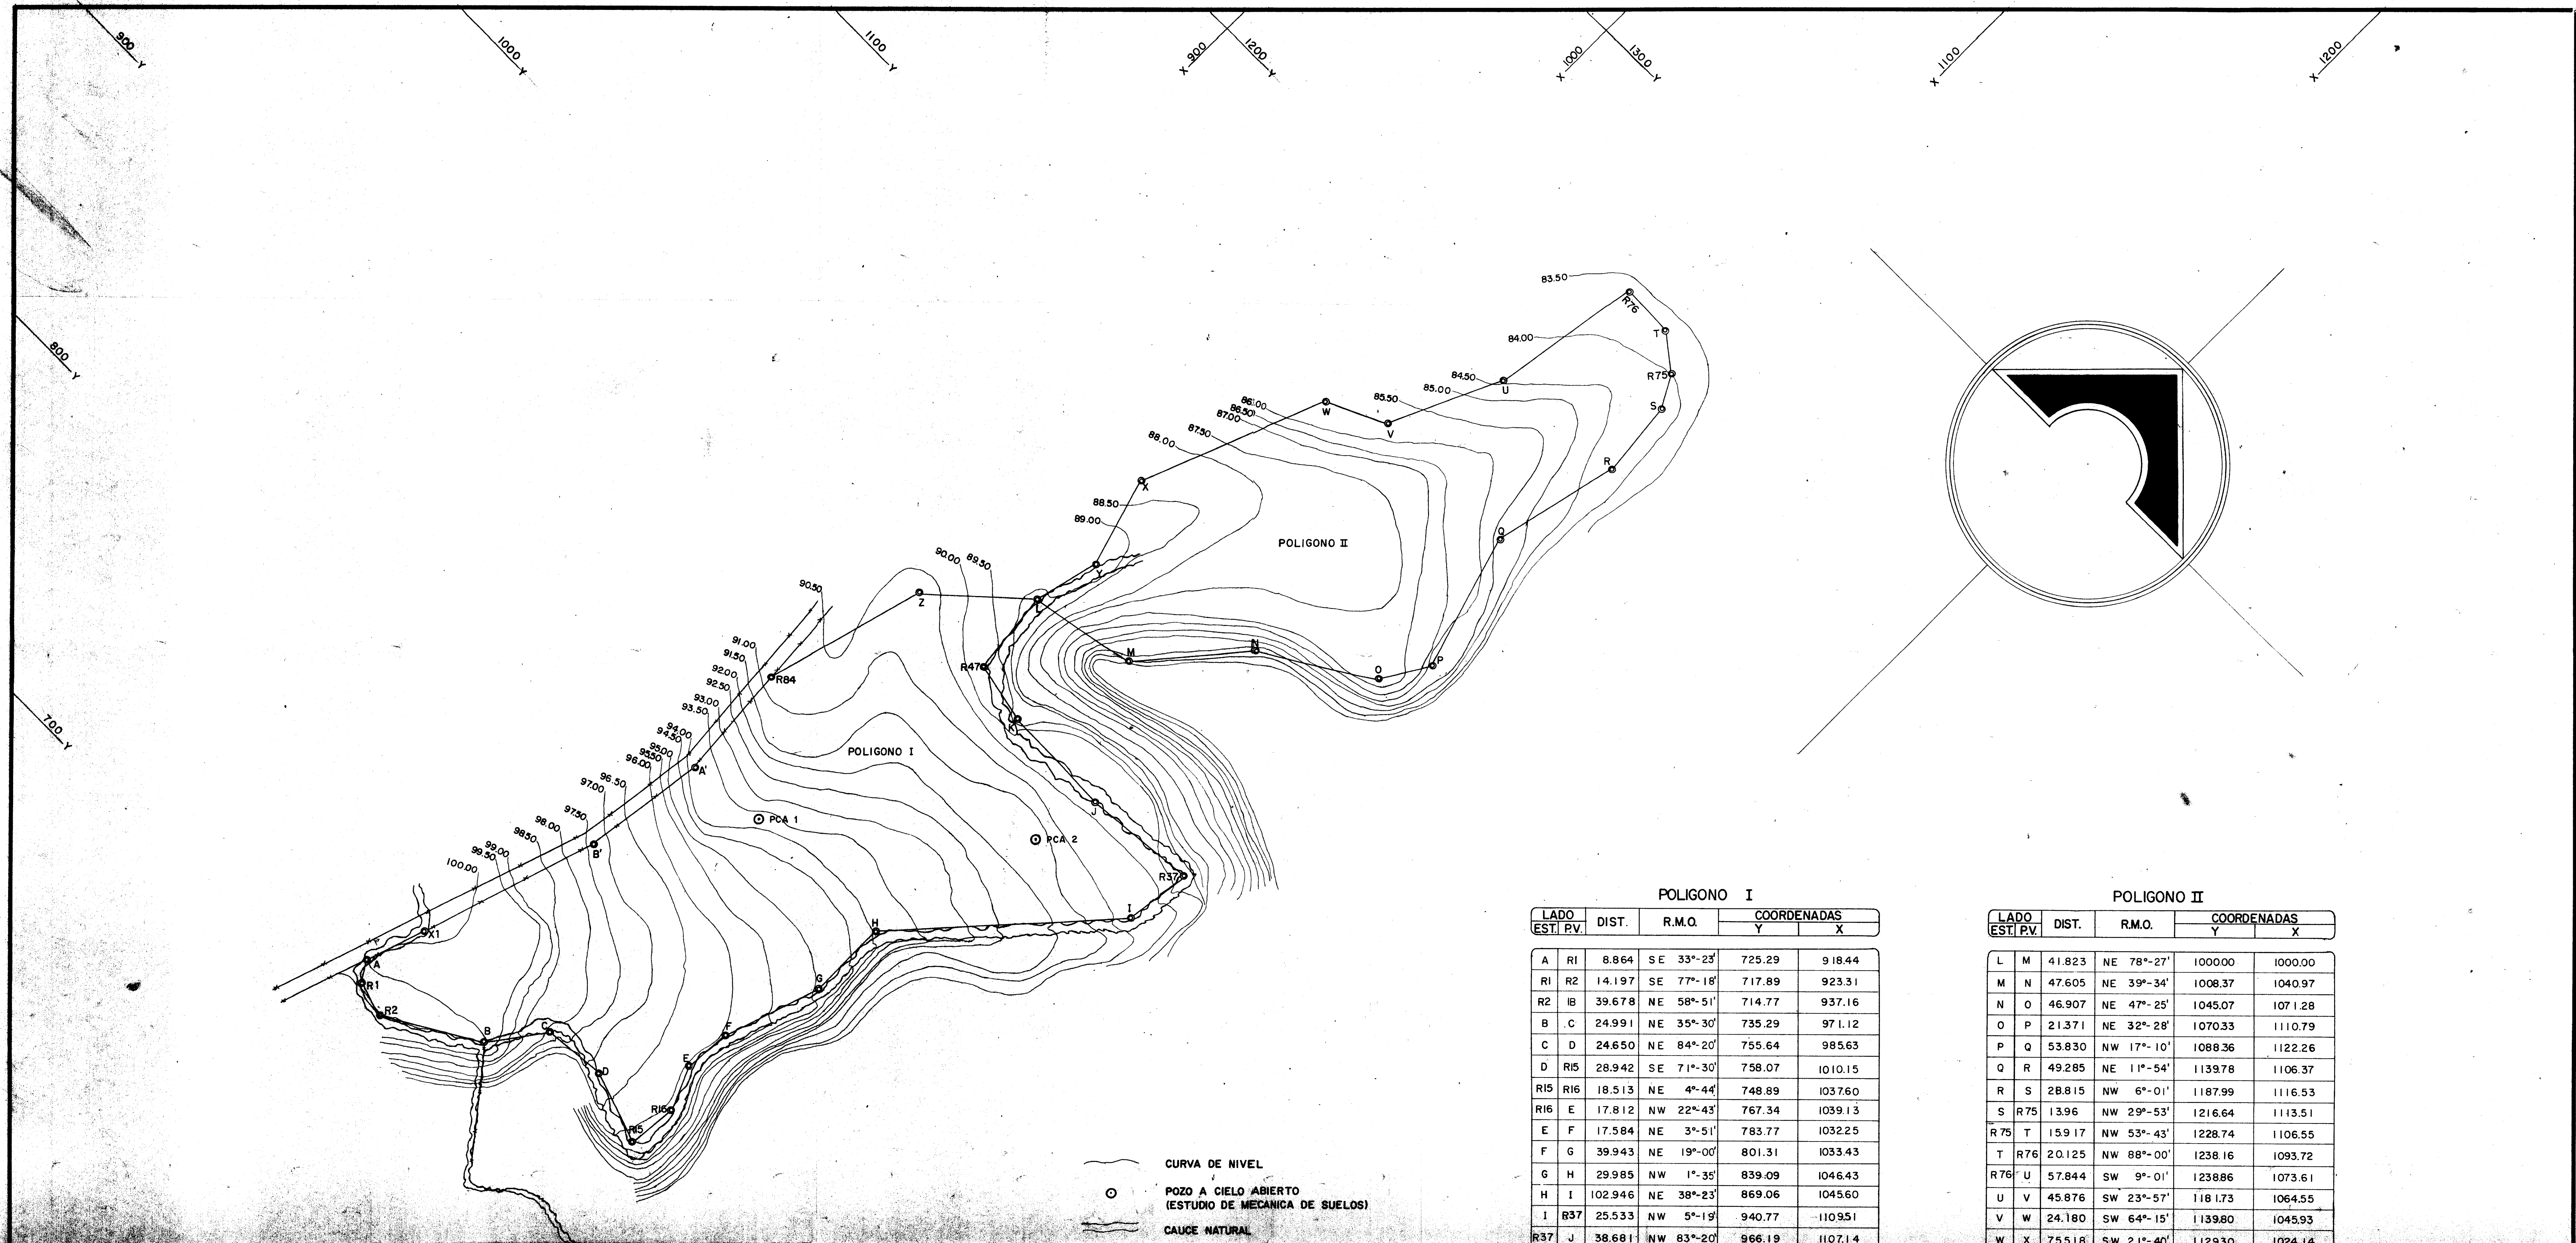 900 Y
1000 Y
1100 Y
X 900
1200 Y
X 1000
1300 Y
X 1100
X 1200
800 Y
700 Y
83.50
R76
T
84.00
R75
84.50
85.00
U
S
85.50
86.00
86.50
87.00
W
V
87.50
88.00
R
X
88.50
89.00
Q
POLIGONO II
Y
90.00
89.50
90.50
Z
L
91.00
91.50
92.00
92.50
93.00
93.50
94.00
94.50
95.00
95.50
96.00
96.50
97.00
97.50
98.00
98.50
99.00
99.50
100.00
M
N
O
P
R47
R84
K
POLIGONO I
A'
J
PCA 1
PCA 2
B'
R37
I
H
X1
A
R1
G
R2
B
C
F
E
D
R16
R15
CURVA DE NIVEL
POZO A CIELO ABIERTO
(ESTUDIO DE MECANICA DE SUELOS)
CAUCE NATURAL
POLIGONO I
LADO DIST. R.M.O. COORDENADAS
EST. P.V. Y X
A R1 8.864 SE 33°-23' 725.29 918.44
R1 R2 14.197 SE 77°-18' 717.89 923.31
R2 B 39.678 NE 58°-51' 714.77 937.16
B C 24.991 NE 35°-30' 735.29 971.12
C D 24.650 NE 84°-20' 755.64 985.63
D R15 28.942 SE 71°-30' 758.07 1010.15
R15 R16 18.513 NE 4°-44' 748.89 1037.60
R16 E 17.812 NW 22°-43' 767.34 1039.13
E F 17.584 NE 3°-51' 783.77 1032.25
F G 39.943 NE 19°-00' 801.31 1033.43
G H 29.985 NW 1°-35' 839.09 1046.43
H I 102.946 NE 38°-23' 869.06 1045.60
I R37 25.533 NW 5°-19' 940.77 1109.51
R37 J 38.681 NW 83°-20' 966.19 1107.14
POLIGONO II
LADO DIST. R.M.O. COORDENADAS
EST. P.V. Y X
L M 41.823 NE 78°-27' 1000.00 1000.00
M N 47.605 NE 39°-34' 1008.37 1040.97
N O 46.907 NE 47°-25' 1045.07 1071.28
O P 21.371 NE 32°-28' 1070.33 1110.79
P Q 53.830 NW 17°-10' 1088.36 1122.26
Q R 49.285 NE 11°-54' 1139.78 1106.37
R S 28.815 NW 6°-01' 1187.99 1116.53
S R75 13.96 NW 29°-53' 1216.64 1113.51
R75 T 15.917 NW 53°-43' 1228.74 1106.55
T R76 20.125 NW 88°-00' 1238.16 1093.72
R76 U 57.844 SW 9°-01' 1238.86 1073.61
U V 45.876 SW 23°-57' 1181.73 1064.55
V W 24.180 SW 64°-15' 1139.80 1045.93
W X 75.518 SW 21°-40' 1129.30 1024.14